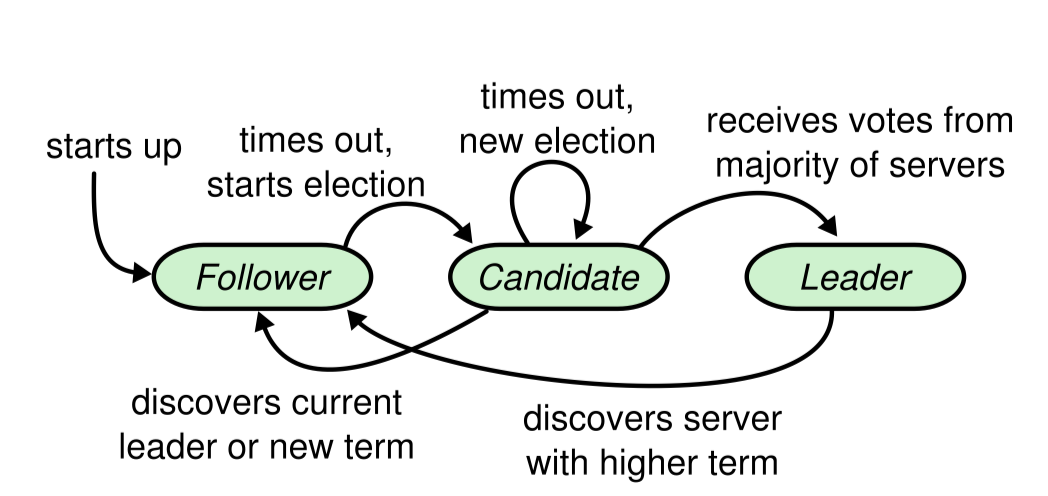 starts up
times out,
starts election
times out,
new election
receives votes from
majority of servers
Follower
Candidate
Leader
discovers current
leader or new term
discovers server
with higher term